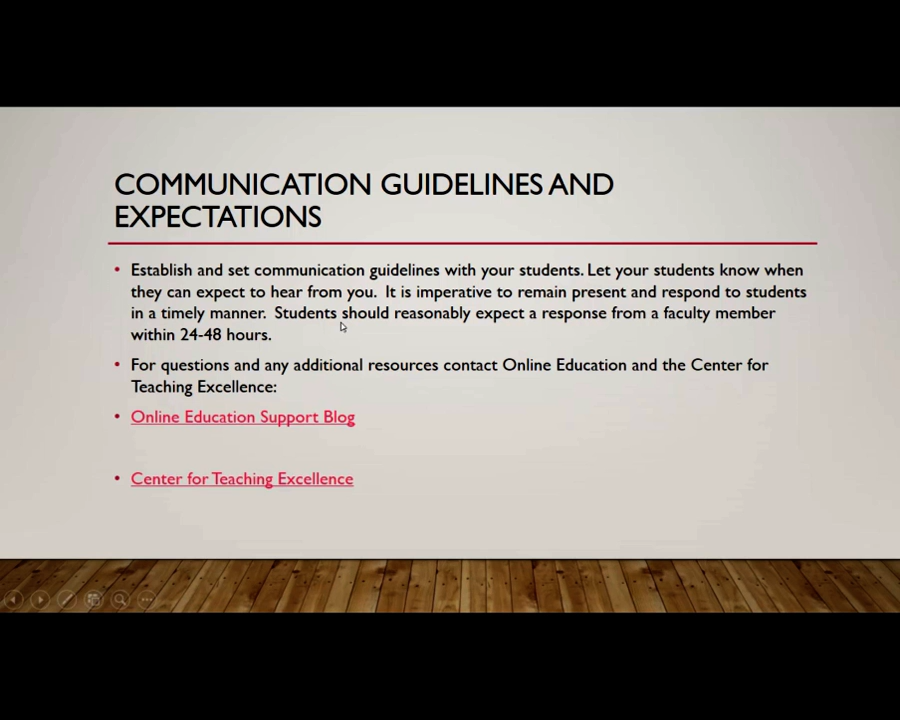 COMMUNICATION GUIDELINES AND
EXPECTATIONS
• Establish and set communication guidelines with your students. Let your students know when
they can expect to hear from you.  It is imperative to remain present and respond to students
in a timely manner.  Students should reasonably expect a response from a faculty member
within 24-48 hours.
• For questions and any additional resources contact Online Education and the Center for
Teaching Excellence:
• Online Education Support Blog
• Center for Teaching Excellence